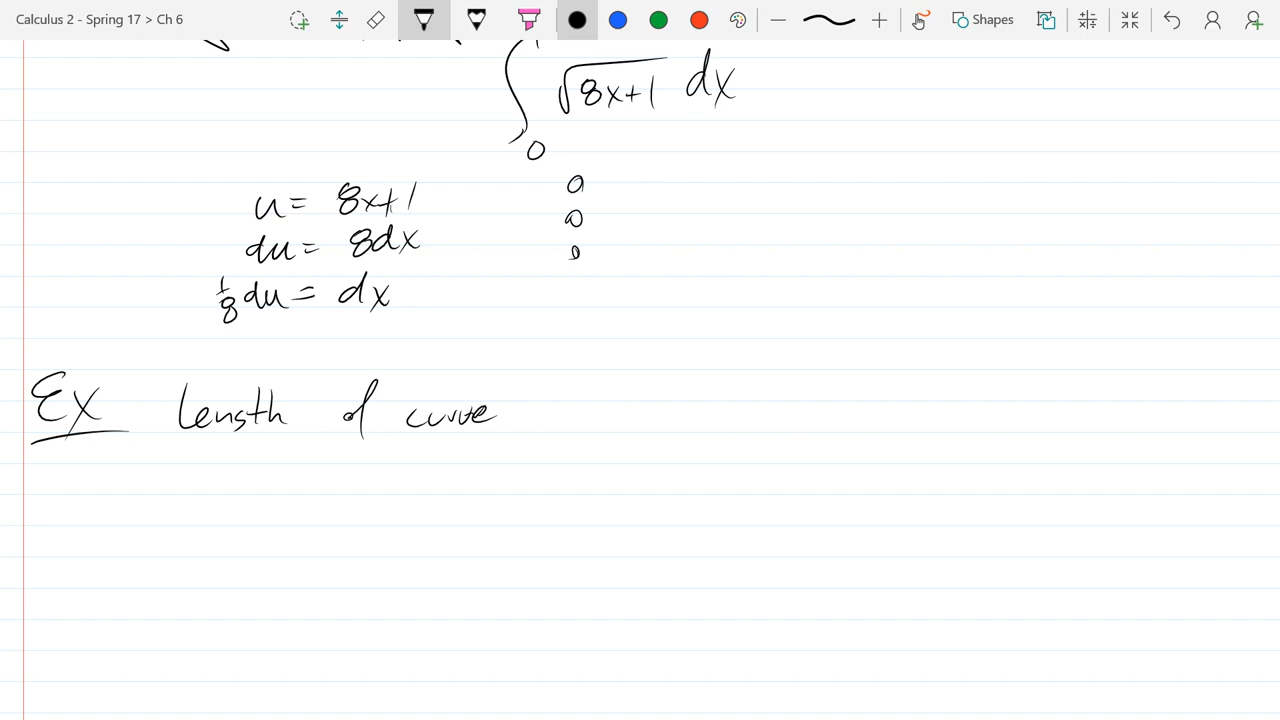 Calculus 2 - Spring 17 > Ch 6
Shapes
∫ √8x+1 dx
0
u = 8x+1
du = 8dx
1/8 du = dx
Ex Length of curve